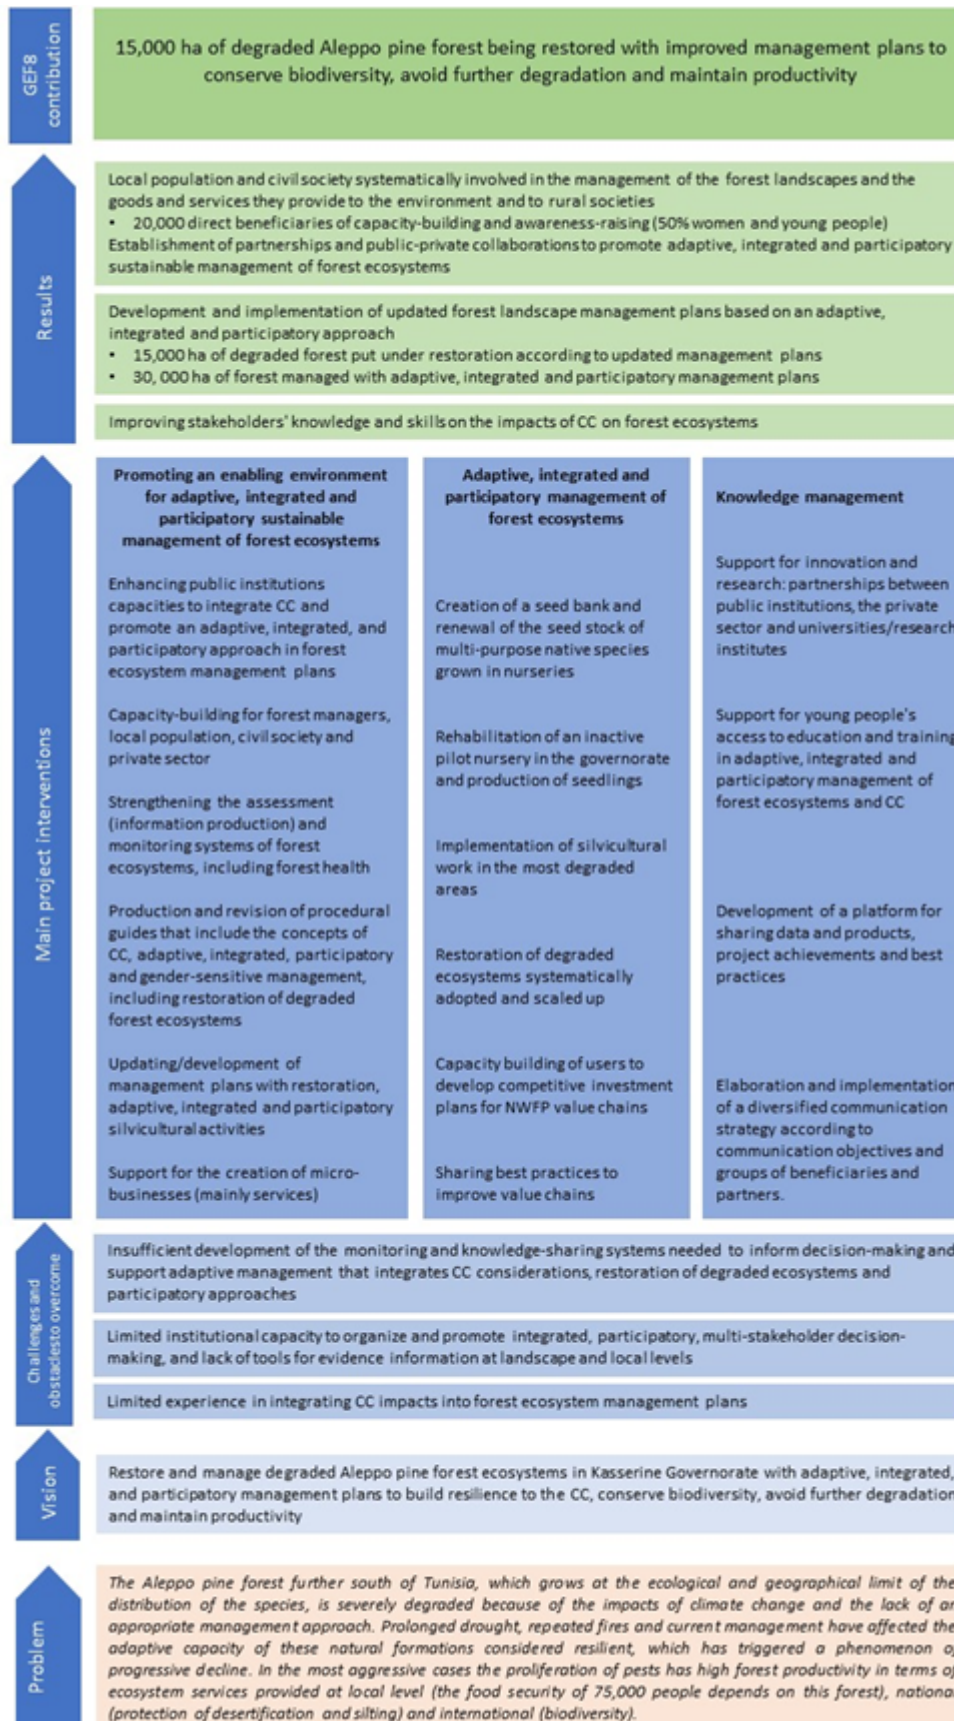 GEF8
contribution
15,000 ha of degraded Aleppo pine forest being restored with improved management plans to
conserve biodiversity, avoid further degradation and maintain productivity
Results
Local population and civil society systematically involved in the management of the forest landscapes and the
goods and services they provide to the environment and to rural societies
• 20,000 direct beneficiaries of capacity-building and awareness-raising (50% women and young people)
Establishment of partnerships and public-private collaborations to promote adaptive, integrated and participatory
sustainable management of forest ecosystems
Development and implementation of updated forest landscape management plans based on an adaptive,
integrated and participatory approach
• 15,000 ha of degraded forest put under restoration according to updated management plans
• 30, 000 ha of forest managed with adaptive, integrated and participatory management plans
Improving stakeholders' knowledge and skills on the impacts of CC on forest ecosystems
Main project interventions
Promoting an enabling environment
for adaptive, integrated and
participatory sustainable
management of forest ecosystems
Enhancing public institutions
capacities to integrate CC and
promote an adaptive, integrated, and
participatory approach in forest
ecosystem management plans
Capacity-building for forest managers,
local population, civil society and
private sector
Strengthening the assessment
(information production) and
monitoring systems of forest
ecosystems, including forest health
Production and revision of procedural
guides that include the concepts of
CC, adaptive, integrated, participatory
and gender-sensitive management,
including restoration of degraded
forest ecosystems
Updating/development of
management plans with restoration,
adaptive, integrated and participatory
silvicultural activities
Support for the creation of micro-
businesses (mainly services)
Adaptive, integrated and
participatory management of
forest ecosystems
Creation of a seed bank and
renewal of the seed stock of
multi-purpose native species
grown in nurseries
Rehabilitation of an inactive
pilot nursery in the governorate
and production of seedlings
Implementation of silvicultural
work in the most degraded
areas
Restoration of degraded
ecosystems systematically
adopted and scaled up
Capacity building of users to
develop competitive investment
plans for NWFP value chains
Sharing best practices to
improve value chains
Knowledge management
Support for innovation and
research: partnerships between
public institutions, the private
sector and universities/research
institutes
Support for young people's
access to education and training
in adaptive, integrated and
participatory management of
forest ecosystems and CC
Development of a platform for
sharing data and products,
project achievements and best
practices
Elaboration and implementation
of a diversified communication
strategy according to
communication objectives and
groups of beneficiaries and
partners.
Challenges and
obstacles to overcome
Insufficient development of the monitoring and knowledge-sharing systems needed to inform decision-making and
support adaptive management that integrates CC considerations, restoration of degraded ecosystems and
participatory approaches
Limited institutional capacity to organize and promote integrated, participatory, multi-stakeholder decision-
making, and lack of tools for evidence information at landscape and local levels
Limited experience in integrating CC impacts into forest ecosystem management plans
Vision
Restore and manage degraded Aleppo pine forest ecosystems in Kasserine Governorate with adaptive, integrated,
and participatory management plans to build resilience to the CC, conserve biodiversity, avoid further degradation
and maintain productivity
Problem
The Aleppo pine forest further south of Tunisia, which grows at the ecological and geographical limit of the
distribution of the species, is severely degraded because of the impacts of climate change and the lack of an
appropriate management approach. Prolonged drought, repeated fires and current management have affected the
adaptive capacity of these natural formations considered resilient, which has triggered a phenomenon of
progressive decline. In the most aggressive cases the proliferation of pests has high forest productivity in terms of
ecosystem services provided at local level (the food security of 75,000 people depends on this forest), national
(protection of desertification and silting) and international (biodiversity).